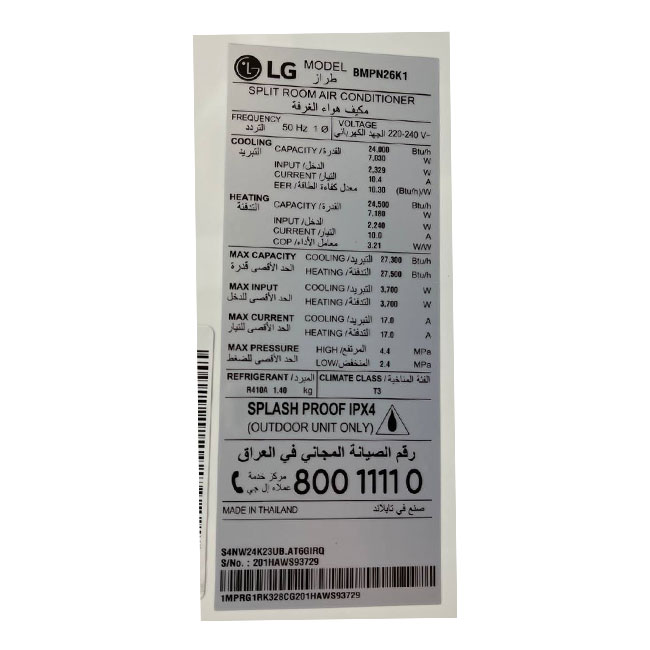 LG MODEL طراز BMPN26K1
SPLIT ROOM AIR CONDITIONER
مكيف هواء الغرفة
FREQUENCY التردد 50 Hz 1 Ø VOLTAGE الجهد الكهربائي 220-240 V~
COOLING التبريد
CAPACITY / القدرة 24,000 Btu/h
7,030 W
INPUT / الدخل 2,329 W
CURRENT / التيار 10.4 A
EER / معدل كفاءة الطاقة 10.30 (Btu/h)/W
HEATING التدفئة
CAPACITY / القدرة 24,500 Btu/h
7,180 W
INPUT / الدخل 2,240 W
CURRENT / التيار 10.0 A
COP / معامل الأداء 3.21 W/W
MAX CAPACITY COOLING / التبريد 27,300 Btu/h
الحد الأقصى قدرة HEATING / التدفئة 27,500 Btu/h
MAX INPUT COOLING / التبريد 3,700 W
الحد الأقصى للدخل HEATING / التدفئة 3,700 W
MAX CURRENT COOLING / التبريد 17.0 A
الحد الأقصى للتيار HEATING / التدفئة 17.0 A
MAX PRESSURE HIGH / المرتفع 4.4 MPa
الحد الأقصى للضغط LOW / المنخفض 2.4 MPa
REFRIGERANT / المبرد CLIMATE CLASS / الفئة المناخية
R410A 1.48 kg T3
SPLASH PROOF IPX4
(OUTDOOR UNIT ONLY)
رقم الصيانة المجاني في العراق
مركز خدمة عملاء إل جي 800 11110
MADE IN THAILAND صنع في تايلاند
S4NW24K23UB.AT6GIRQ
S/No. : 201HAWS93729
1MPRG1RK328CG201HAWS93729